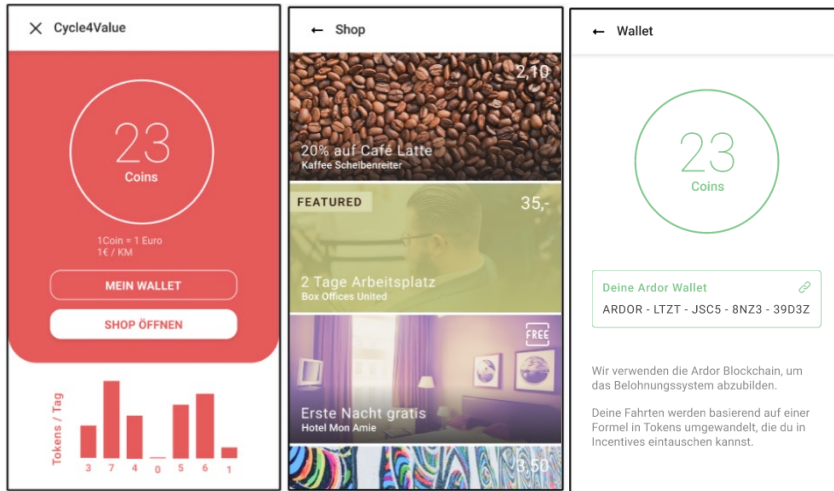 Cycle4Value
23
Coins
1Coin = 1 Euro
1€ / KM
MEIN WALLET
SHOP ÖFFNEN
Tokens / Tag
3 7 4 0 5 6 1
Shop
2,10
20% auf Café Latte
Kaffee Scheibenreiter
FEATURED
35,-
2 Tage Arbeitsplatz
Box Offices United
FREE
Erste Nacht gratis
Hotel Mon Amie
3,50
Wallet
23
Coins
Deine Ardor Wallet
ARDOR - LTZT - JSC5 - 8NZ3 - 39D3Z
Wir verwenden die Ardor Blockchain, um
das Belohnungssystem abzubilden.
Deine Fahrten werden basierend auf einer
Formel in Tokens umgewandelt, die du in
Incentives eintauschen kannst.